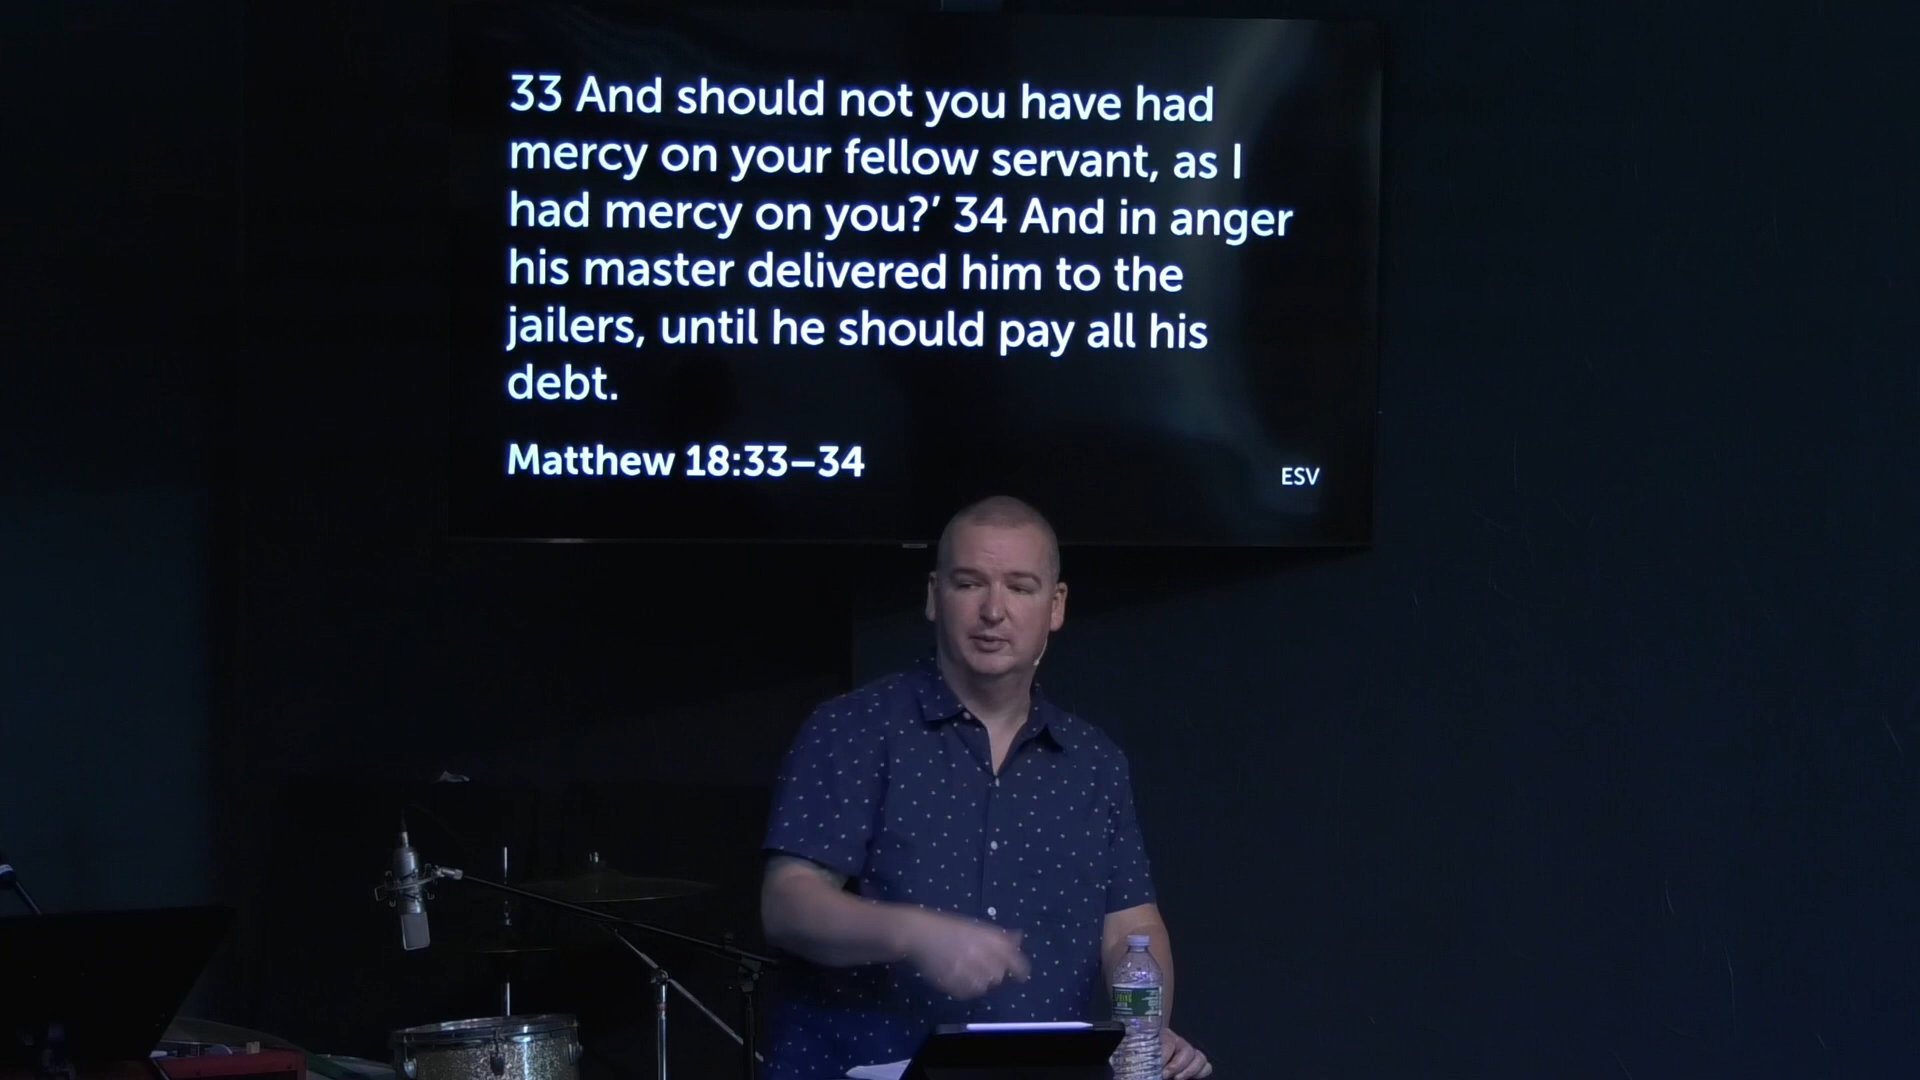 33 And should not you have had
mercy on your fellow servant, as I
had mercy on you?’ 34 And in anger
his master delivered him to the
jailers, until he should pay all his
debt.
Matthew 18:33–34
ESV